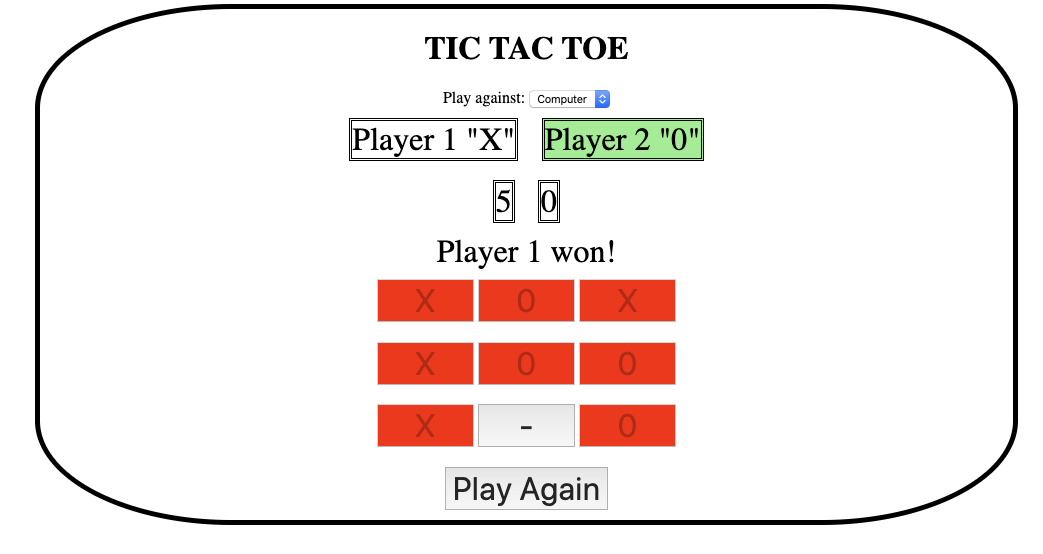 TIC TAC TOE
Play against: Computer
Player 1 "X" Player 2 "0"
5 0
Player 1 won!
X 0 X
X 0 0
X - 0
Play Again